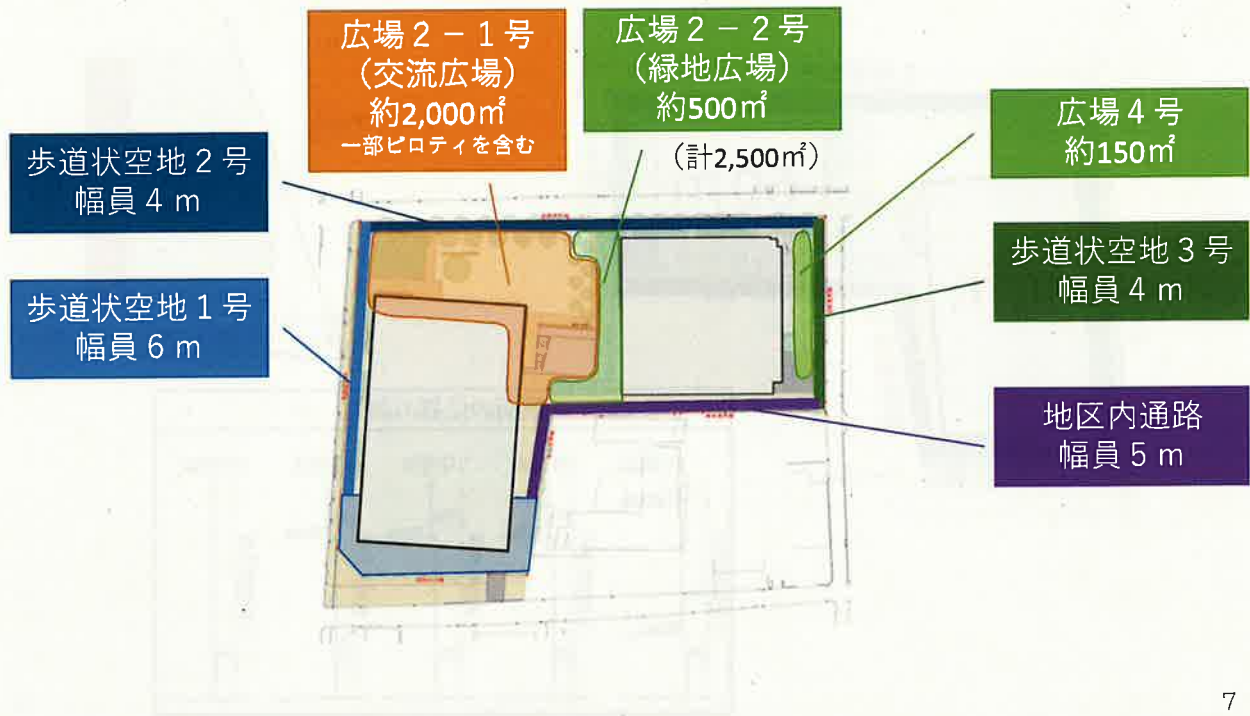 広場２－１号
（交流広場）
約2,000㎡
一部ピロティを含む
広場２－２号
（緑地広場）
約500㎡
（計2,500㎡）
広場４号
約150㎡
歩道状空地２号
幅員４ｍ
歩道状空地３号
幅員４ｍ
歩道状空地１号
幅員６ｍ
地区内通路
幅員５ｍ
7